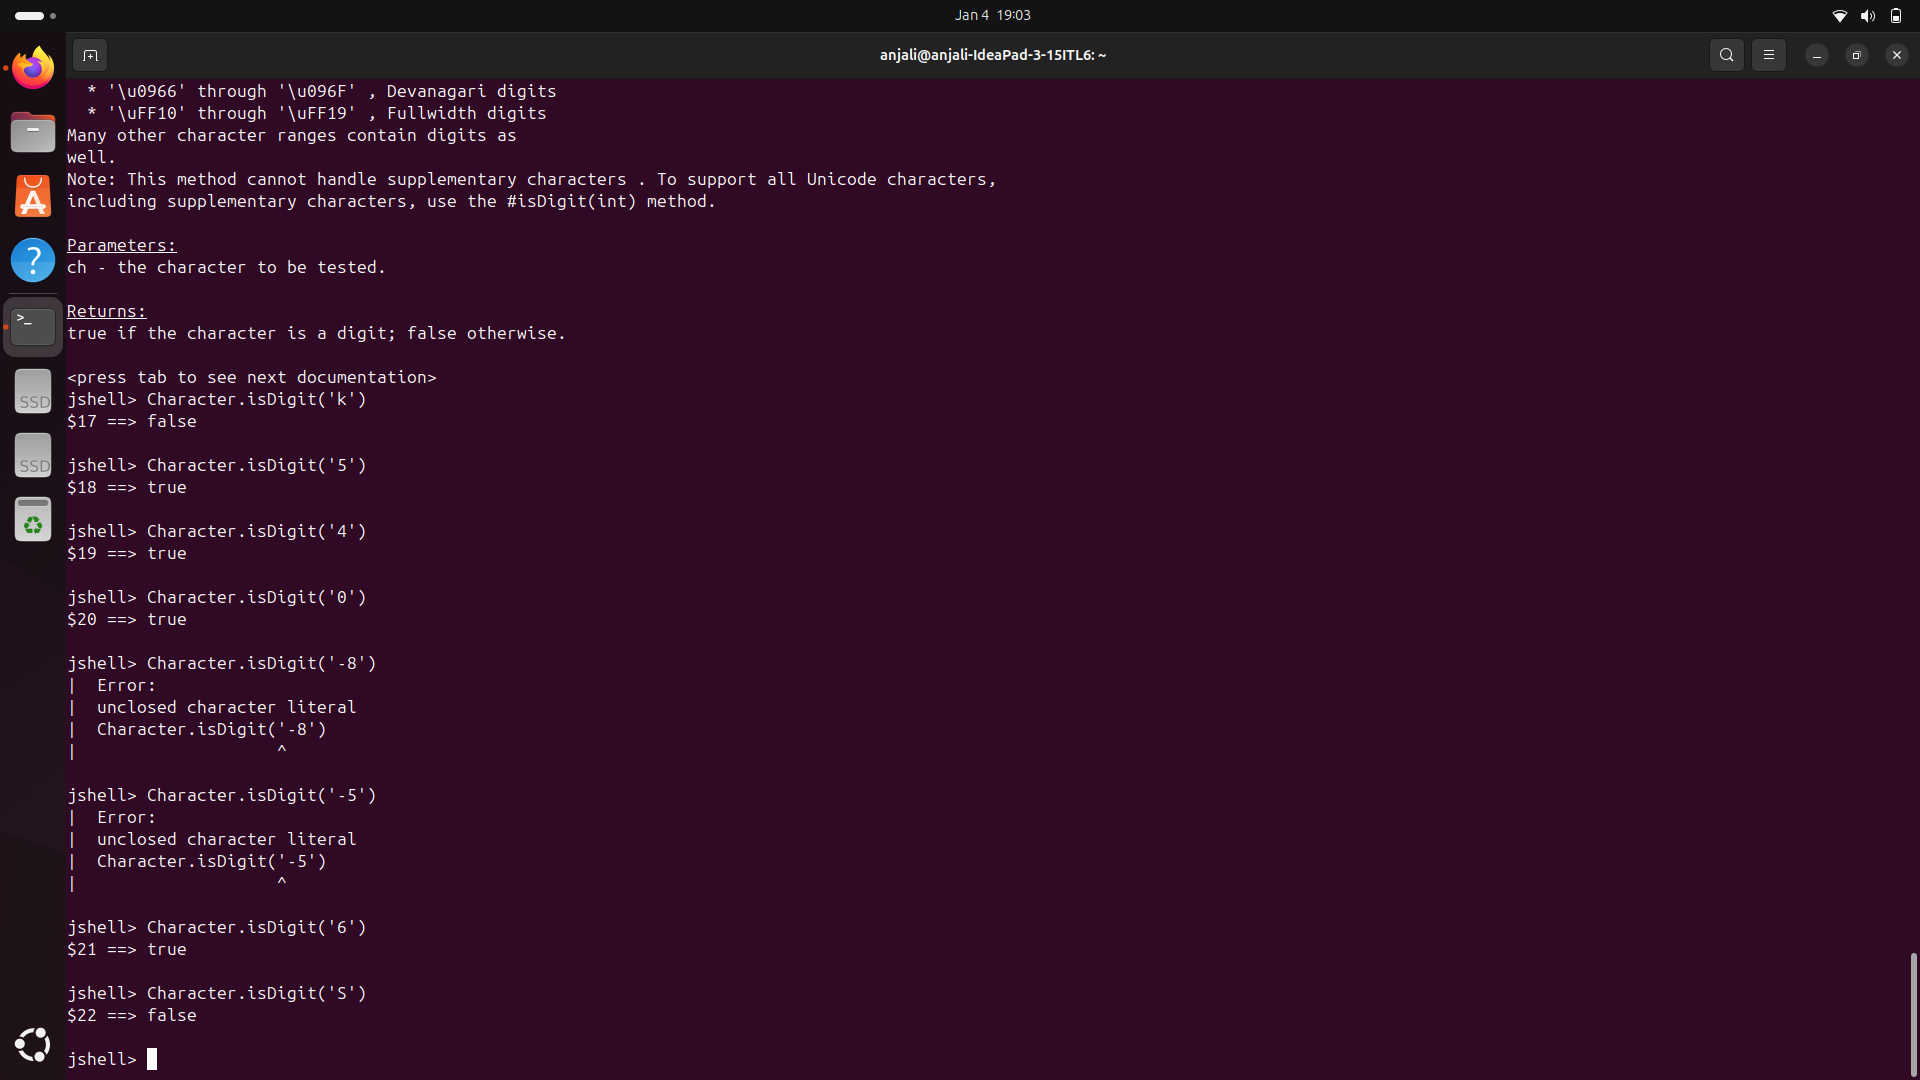 Jan 4 19:03
anjali@anjali-IdeaPad-3-15ITL6: ~
* '\u0966' through '\u096F' , Devanagari digits
* '\uFF10' through '\uFF19' , Fullwidth digits
Many other character ranges contain digits as
well.
Note: This method cannot handle supplementary characters . To support all Unicode characters,
including supplementary characters, use the #isDigit(int) method.
Parameters:
ch - the character to be tested.
Returns:
true if the character is a digit; false otherwise.
<press tab to see next documentation>
jshell> Character.isDigit('k')
$17 ==> false
jshell> Character.isDigit('5')
$18 ==> true
jshell> Character.isDigit('4')
$19 ==> true
jshell> Character.isDigit('0')
$20 ==> true
jshell> Character.isDigit('-8')
| Error:
| unclosed character literal
| Character.isDigit('-8')
| ^
jshell> Character.isDigit('-5')
| Error:
| unclosed character literal
| Character.isDigit('-5')
| ^
jshell> Character.isDigit('6')
$21 ==> true
jshell> Character.isDigit('S')
$22 ==> false
jshell>
SSD
SSD